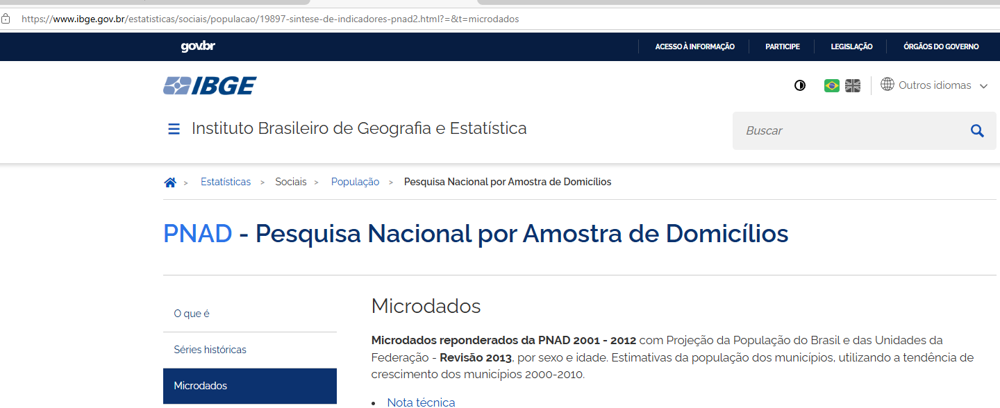 https://www.ibge.gov.br/estatisticas/sociais/populacao/19897-sintese-de-indicadores-pnad2.html?=&t=microdados
gov.br
ACESSO À INFORMAÇÃO
PARTICIPE
LEGISLAÇÃO
ÓRGÃOS DO GOVERNO
IBGE
Outros idiomas
Instituto Brasileiro de Geografia e Estatística
Buscar
> Estatísticas > Sociais > População > Pesquisa Nacional por Amostra de Domicílios
PNAD - Pesquisa Nacional por Amostra de Domicílios
O que é
Séries históricas
Microdados
Microdados
Microdados reponderados da PNAD 2001 - 2012 com Projeção da População do Brasil e das Unidades da
Federação - Revisão 2013, por sexo e idade. Estimativas da população dos municípios, utilizando a tendência de
crescimento dos municípios 2000-2010.
• Nota técnica